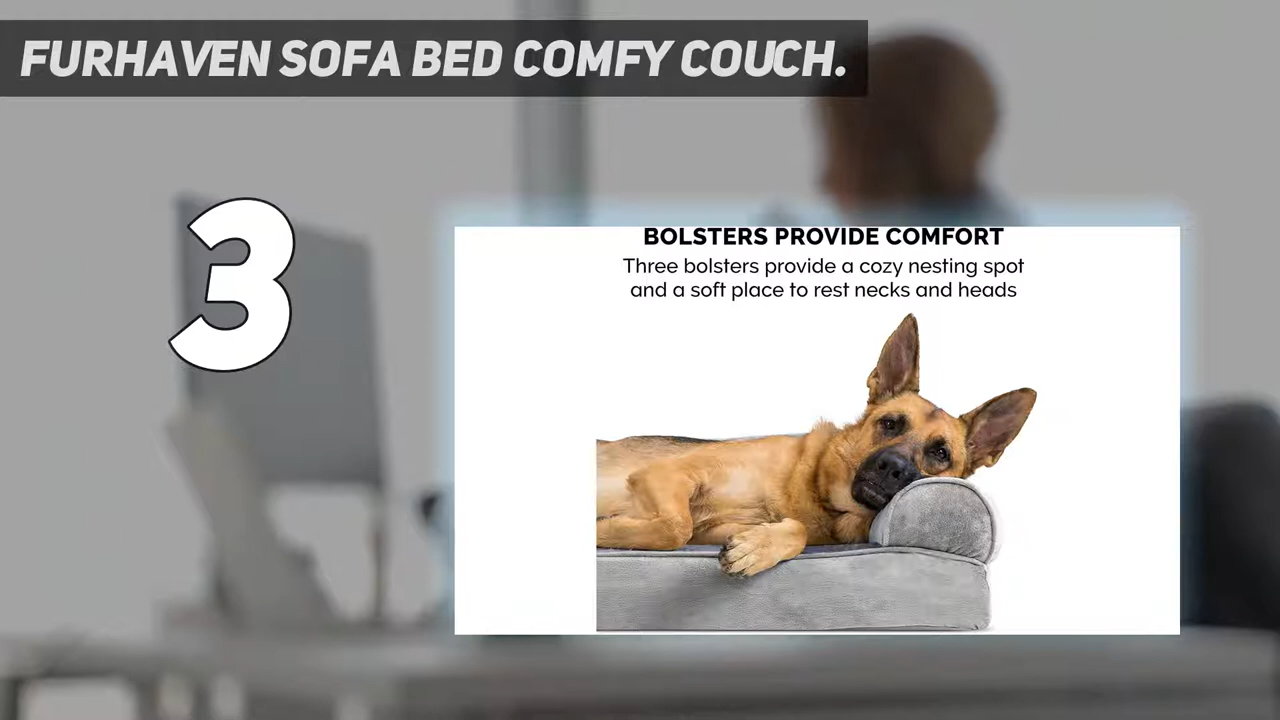 FURHAVEN SOFA BED COMFY COUCH.
3
BOLSTERS PROVIDE COMFORT
Three bolsters provide a cozy nesting spot
and a soft place to rest necks and heads